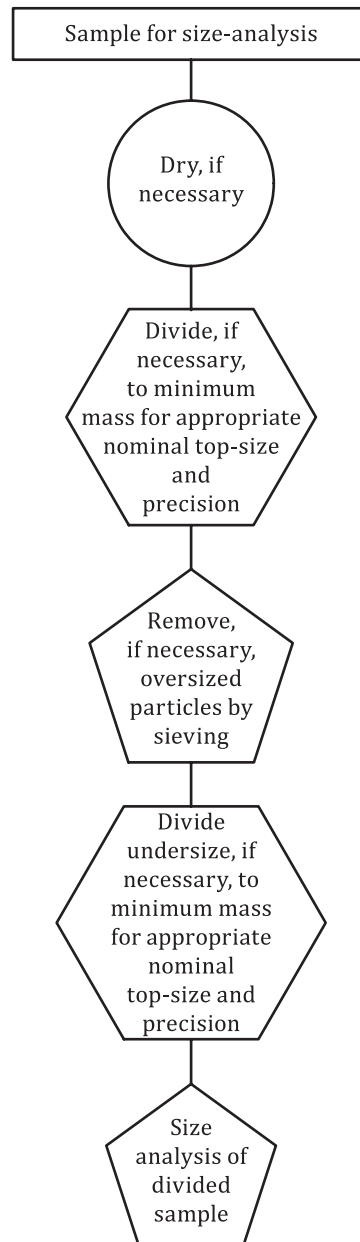 Sample for size-analysis
Dry, if
necessary
Divide, if
necessary,
to minimum
mass for appropriate
nominal top-size
and
precision
Remove,
if necessary,
oversized
particles by
sieving
Divide
undersize, if
necessary, to
minimum mass
for appropriate
nominal
top-size and
precision
Size
analysis of
divided
sample